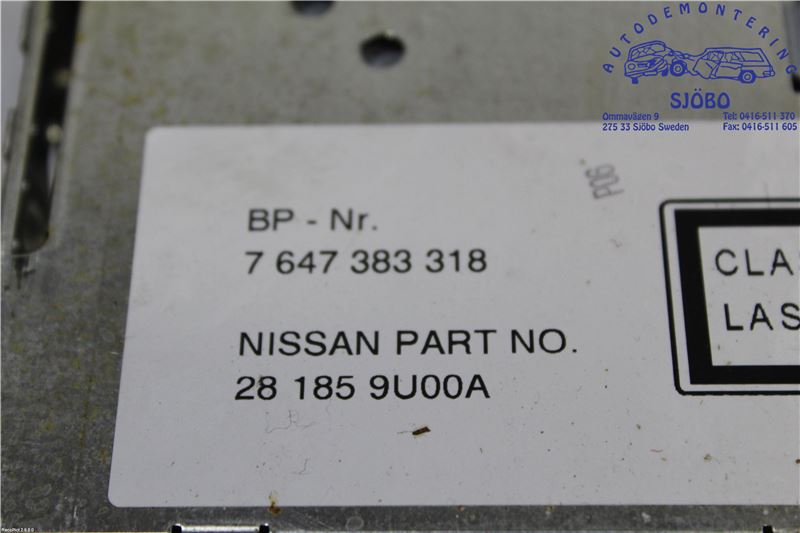 AUTODEMONTERING
SJÖBO
Ommavägen 9
275 33 Sjöbo Sweden
Tel: 0416-511 370
Fax: 0416-511 605
P06
BP - Nr.
7 647 383 318
NISSAN PART NO.
28 185 9U00A
CLA
LAS